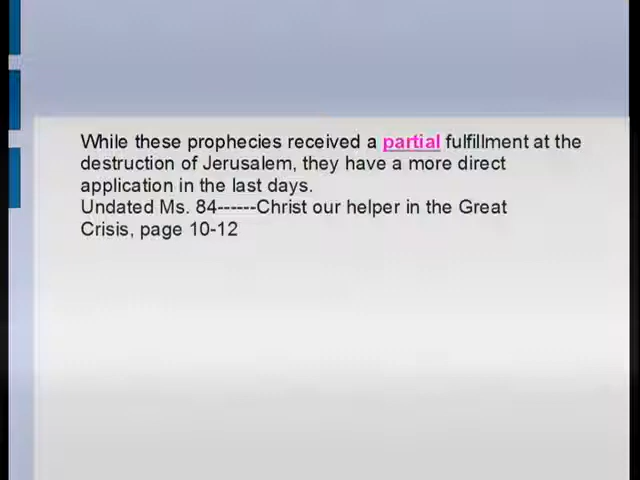 While these prophecies received a partial fulfillment at the
destruction of Jerusalem, they have a more direct
application in the last days.
Undated Ms. 84------Christ our helper in the Great
Crisis, page 10-12